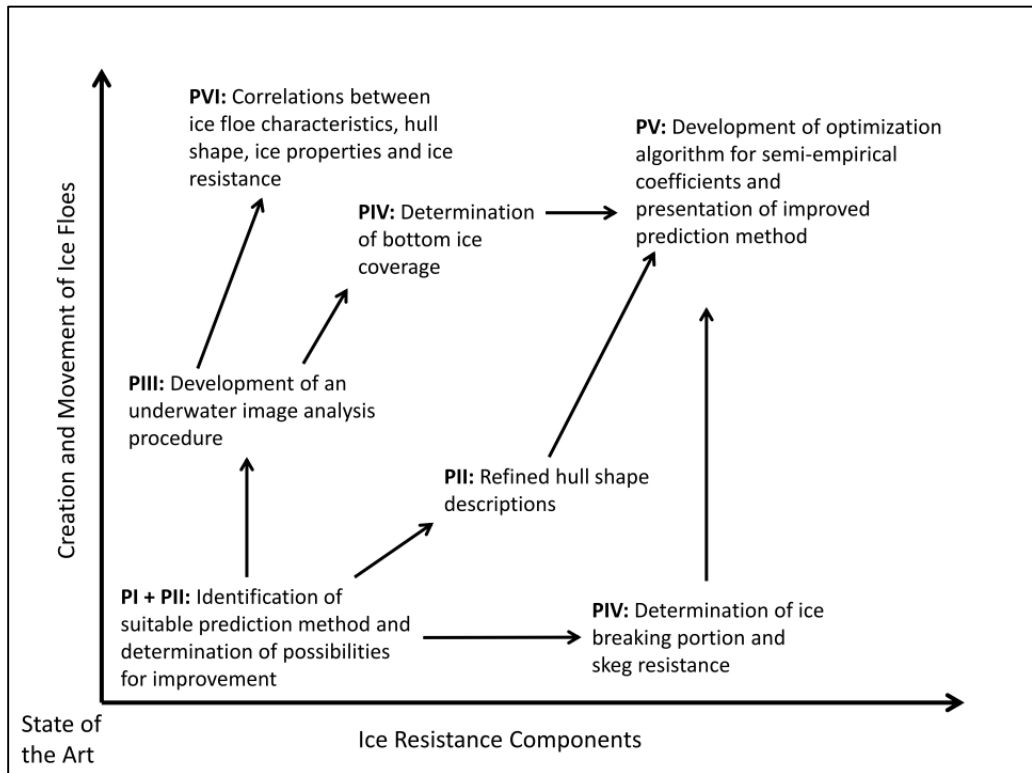 PVI: Correlations between
ice floe characteristics, hull
shape, ice properties and ice
resistance
PV: Development of optimization
algorithm for semi-empirical
coefficients and
presentation of improved
prediction method
PIV: Determination
of bottom ice
coverage
PIII: Development of an
underwater image analysis
procedure
PII: Refined hull shape
descriptions
PI + PII: Identification of
suitable prediction method and
determination of possibilities
for improvement
PIV: Determination of ice
breaking portion and
skeg resistance
Creation and Movement of Ice Floes
State of
the Art
Ice Resistance Components